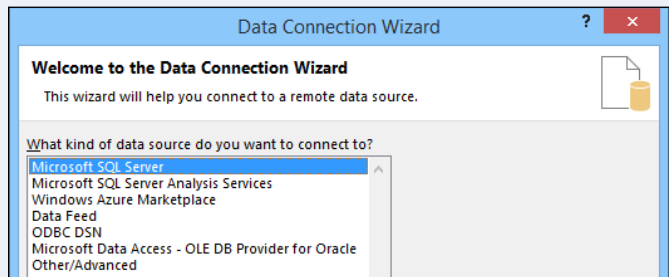 Data Connection Wizard ? ×
Welcome to the Data Connection Wizard
This wizard will help you connect to a remote data source.
What kind of data source do you want to connect to?
Microsoft SQL Server
Microsoft SQL Server Analysis Services
Windows Azure Marketplace
Data Feed
ODBC DSN
Microsoft Data Access - OLE DB Provider for Oracle
Other/Advanced